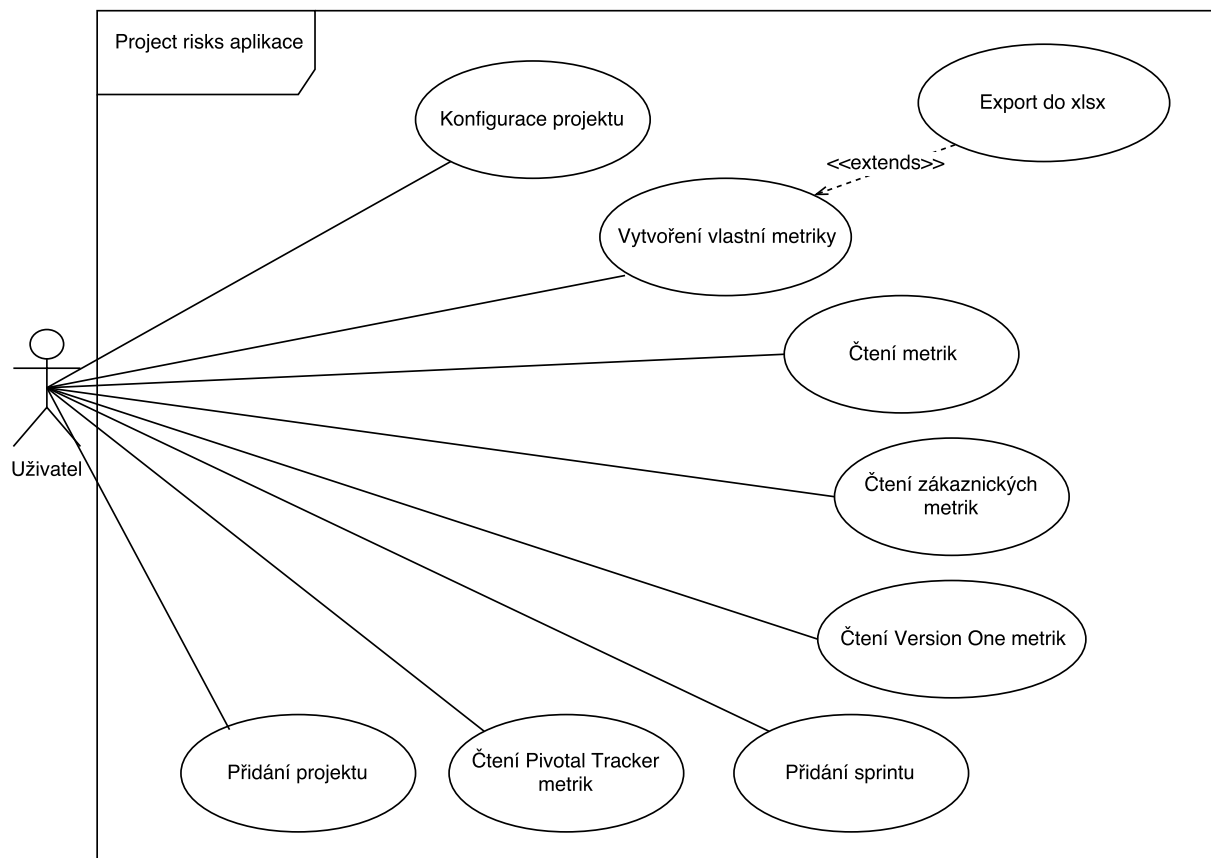 Project risks aplikace
Konfigurace projektu
Export do xlsx
<<extends>>
Vytvoření vlastní metriky
Čtení metrik
Uživatel
Čtení zákaznických
metrik
Čtení Version One metrik
Přidání projektu
Čtení Pivotal Tracker
metrik
Přidání sprintu